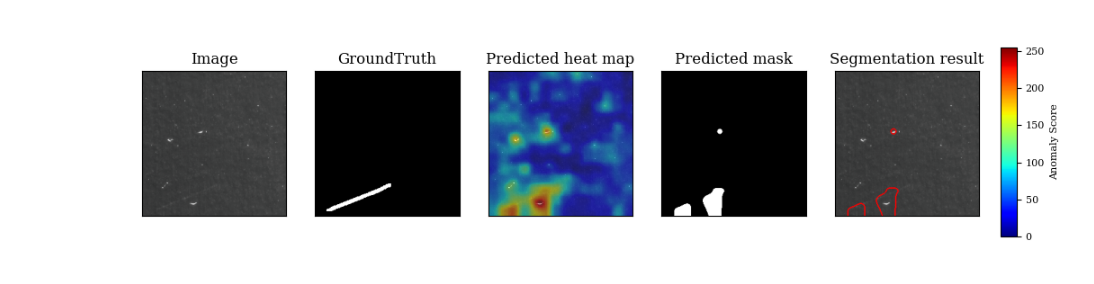 Image
GroundTruth
Predicted heat map
Predicted mask
Segmentation result
250
200
150
100
50
0
Anomaly Score